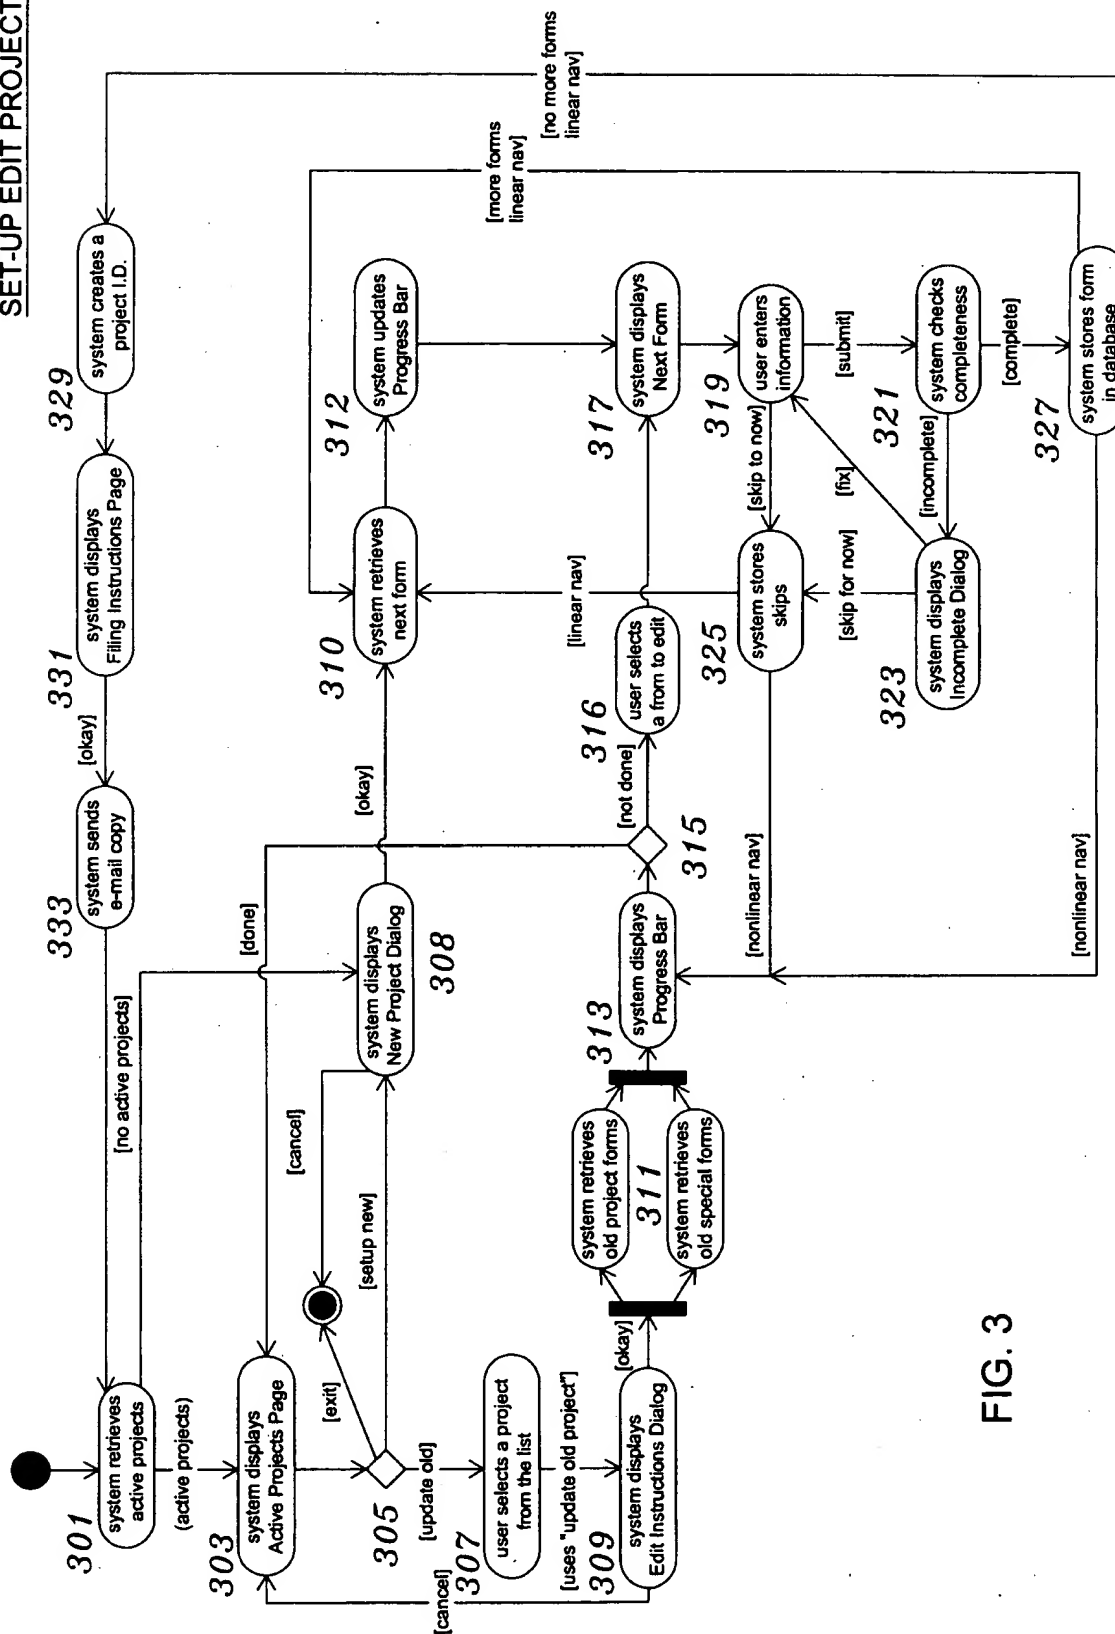 SET-UP EDIT PROJECT
301
system retrieves
active projects
[no active projects]
(active projects)
303
system displays
Active Projects Page
305
[exit]
[setup new]
[cancel]
[done]
[update old]
307
user selects a project
from the list
[uses "update old project"]
309
system displays
Edit Instructions Dialog
[cancel]
[okay]
308
system displays
New Project Dialog
[okay]
310
system retrieves
next form
312
system updates
Progress Bar
311
system retrieves
old project forms
system retrieves
old special forms
313
system displays
Progress Bar
315
[not done]
316
user selects
a from to edit
317
system displays
Next Form
319
user enters
information
[skip to now]
[submit]
321
system checks
completeness
[incomplete]
[complete]
323
system displays
Incomplete Dialog
[fix]
[skip for now]
325
system stores
skips
[linear nav]
[nonlinear nav]
327
system stores form
in database
[nonlinear nav]
[more forms
linear nav]
[no more forms
linear nav]
329
system creates a
project I.D.
331
system displays
Filing Instructions Page
[okay]
333
system sends
e-mail copy
FIG. 3